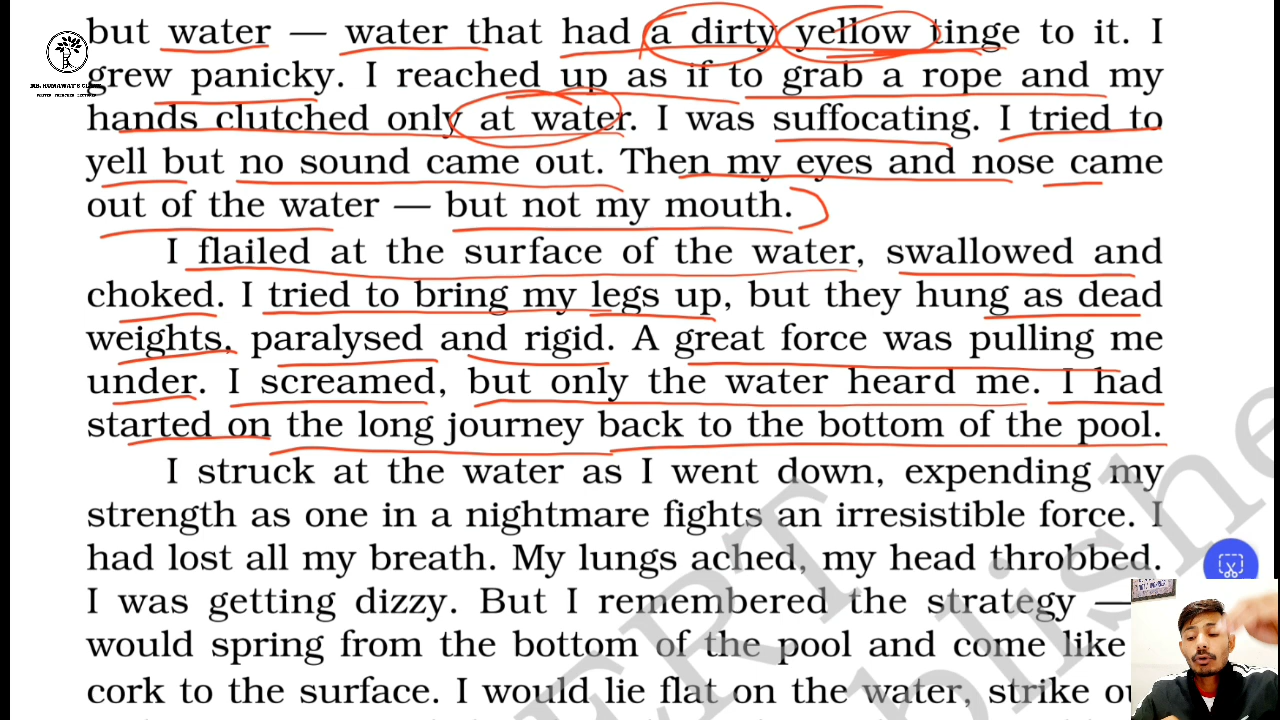 but water — water that had a dirty yellow tinge to it. I
grew panicky. I reached up as if to grab a rope and my
hands clutched only at water. I was suffocating. I tried to
yell but no sound came out. Then my eyes and nose came
out of the water — but not my mouth.
I flailed at the surface of the water, swallowed and
choked. I tried to bring my legs up, but they hung as dead
weights, paralysed and rigid. A great force was pulling me
under. I screamed, but only the water heard me. I had
started on the long journey back to the bottom of the pool.
I struck at the water as I went down, expending my
strength as one in a nightmare fights an irresistible force. I
had lost all my breath. My lungs ached, my head throbbed.
I was getting dizzy. But I remembered the strategy —
would spring from the bottom of the pool and come like
cork to the surface. I would lie flat on the water, strike